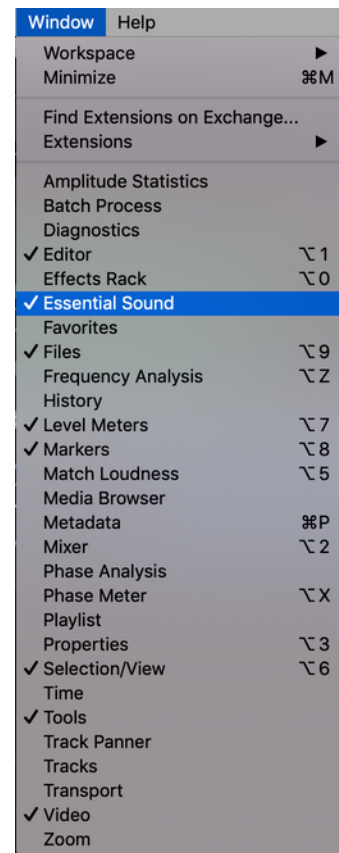 Window Help
Workspace ▶
Minimize ⌘M
Find Extensions on Exchange...
Extensions ▶
Amplitude Statistics
Batch Process
Diagnostics
✓ Editor ⌥1
Effects Rack ⌥0
✓ Essential Sound
Favorites
✓ Files ⌥9
Frequency Analysis ⌥Z
History
✓ Level Meters ⌥7
✓ Markers ⌥8
Match Loudness ⌥5
Media Browser
Metadata ⌘P
Mixer ⌥2
Phase Analysis
Phase Meter ⌥X
Playlist
Properties ⌥3
✓ Selection/View ⌥6
Time
✓ Tools
Track Panner
Tracks
Transport
✓ Video
Zoom